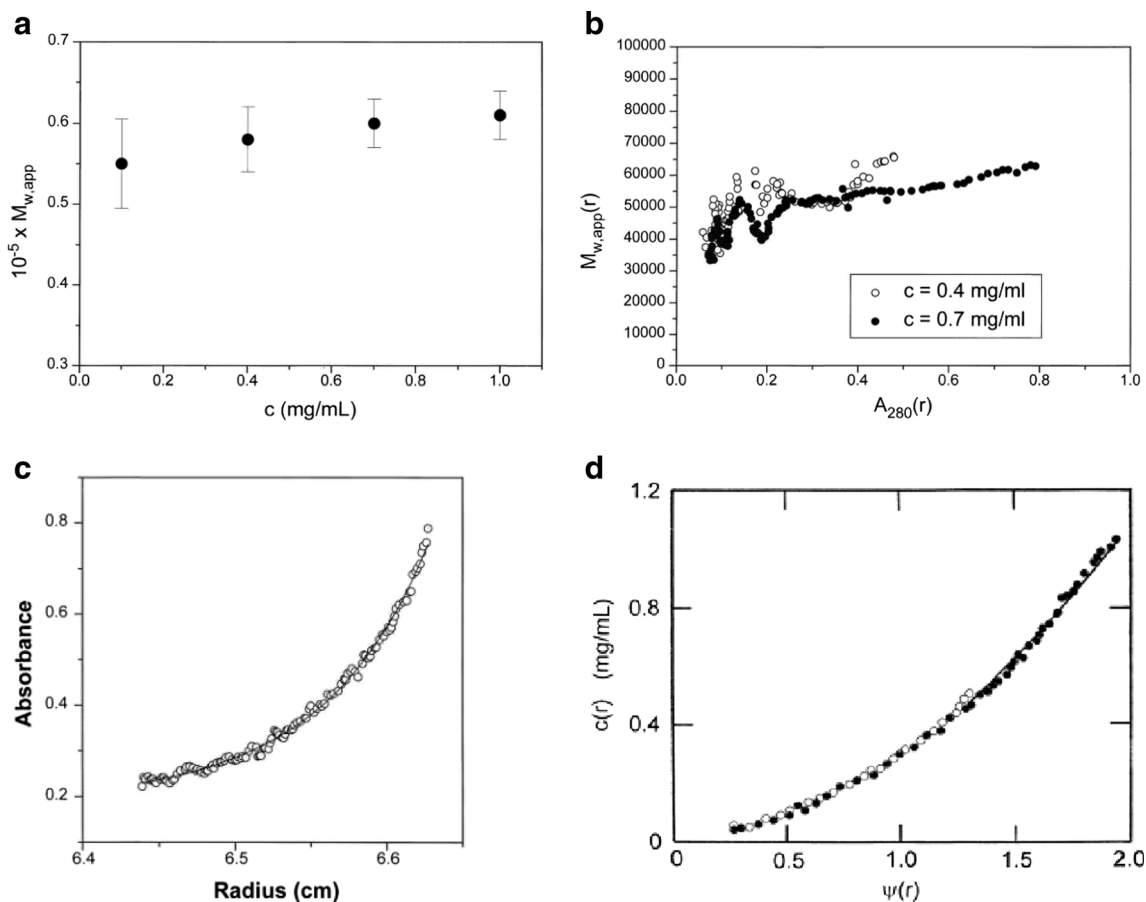 a
0.7
0.6
0.5
0.4
0.3
10⁻⁵ x M_w,app
0.0 0.2 0.4 0.6 0.8 1.0
c (mg/mL)
b
100000
90000
80000
70000
60000
50000
40000
30000
20000
10000
0
M_w,app(r)
c = 0.4 mg/ml
c = 0.7 mg/ml
0.0 0.2 0.4 0.6 0.8 1.0
A₂₈₀(r)
c
0.8
0.6
0.4
0.2
Absorbance
6.4 6.5 6.6
Radius (cm)
d
1.2
0.8
0.4
0
c(r) (mg/mL)
0 0.5 1.0 1.5 2.0
ψ(r)